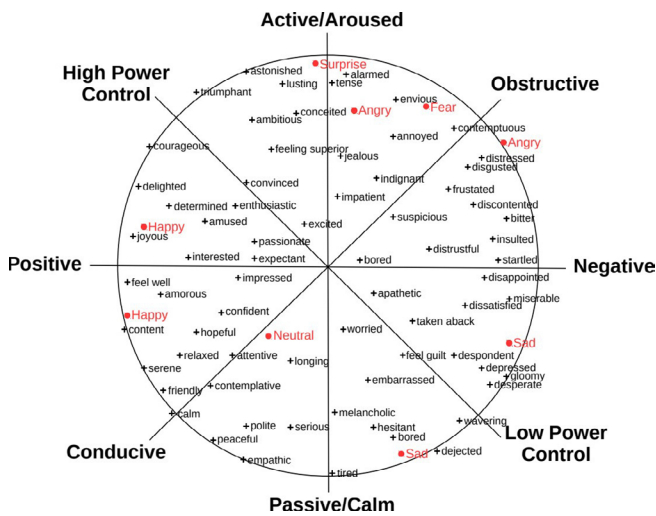 Active/Aroused
Surprise
astonished
alarmed
High Power
Control
lusting
tense
Obstructive
triumphant
envious
Fear
conceited
Angry
ambitious
contemptuous
annoyed
Angry
courageous
feeling superior
jealous
distressed
disgusted
delighted
convinced
indignant
frustated
determined
enthusiastic
impatient
discontented
amused
suspicious
bitter
Happy
excited
joyous
passionate
insulted
distrustful
Positive
interested
expectant
bored
startled
Negative
feel well
impressed
disappointed
amorous
apathetic
miserable
dissatisfied
Happy
confident
taken aback
content
hopeful
Neutral
worried
Sad
relaxed
attentive
longing
feel guilt
despondent
serene
depressed
gloomy
friendly
contemplative
embarrassed
desperate
calm
melancholic
wavering
polite
serious
hesitant
Conducive
peaceful
bored
Low Power
Control
empathic
Sad
dejected
tired
Passive/Calm